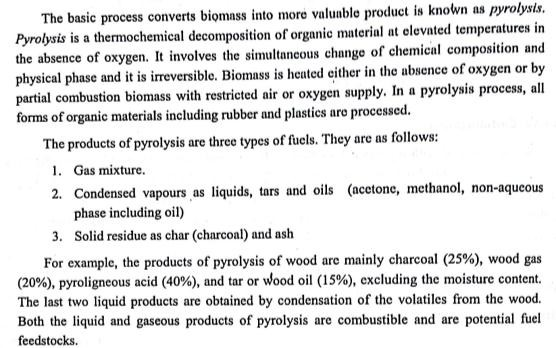 The basic process converts biomass into more valuable product is known as pyrolysis.
Pyrolysis is a thermochemical decomposition of organic material at elevated temperatures in
the absence of oxygen. It involves the simultaneous change of chemical composition and
physical phase and it is irreversible. Biomass is heated either in the absence of oxygen or by
partial combustion biomass with restricted air or oxygen supply. In a pyrolysis process, all
forms of organic materials including rubber and plastics are processed.
The products of pyrolysis are three types of fuels. They are as follows:
1. Gas mixture.
2. Condensed vapours as liquids, tars and oils (acetone, methanol, non-aqueous
phase including oil)
3. Solid residue as char (charcoal) and ash
For example, the products of pyrolysis of wood are mainly charcoal (25%), wood gas
(20%), pyroligneous acid (40%), and tar or wood oil (15%), excluding the moisture content.
The last two liquid products are obtained by condensation of the volatiles from the wood.
Both the liquid and gaseous products of pyrolysis are combustible and are potential fuel
feedstocks.